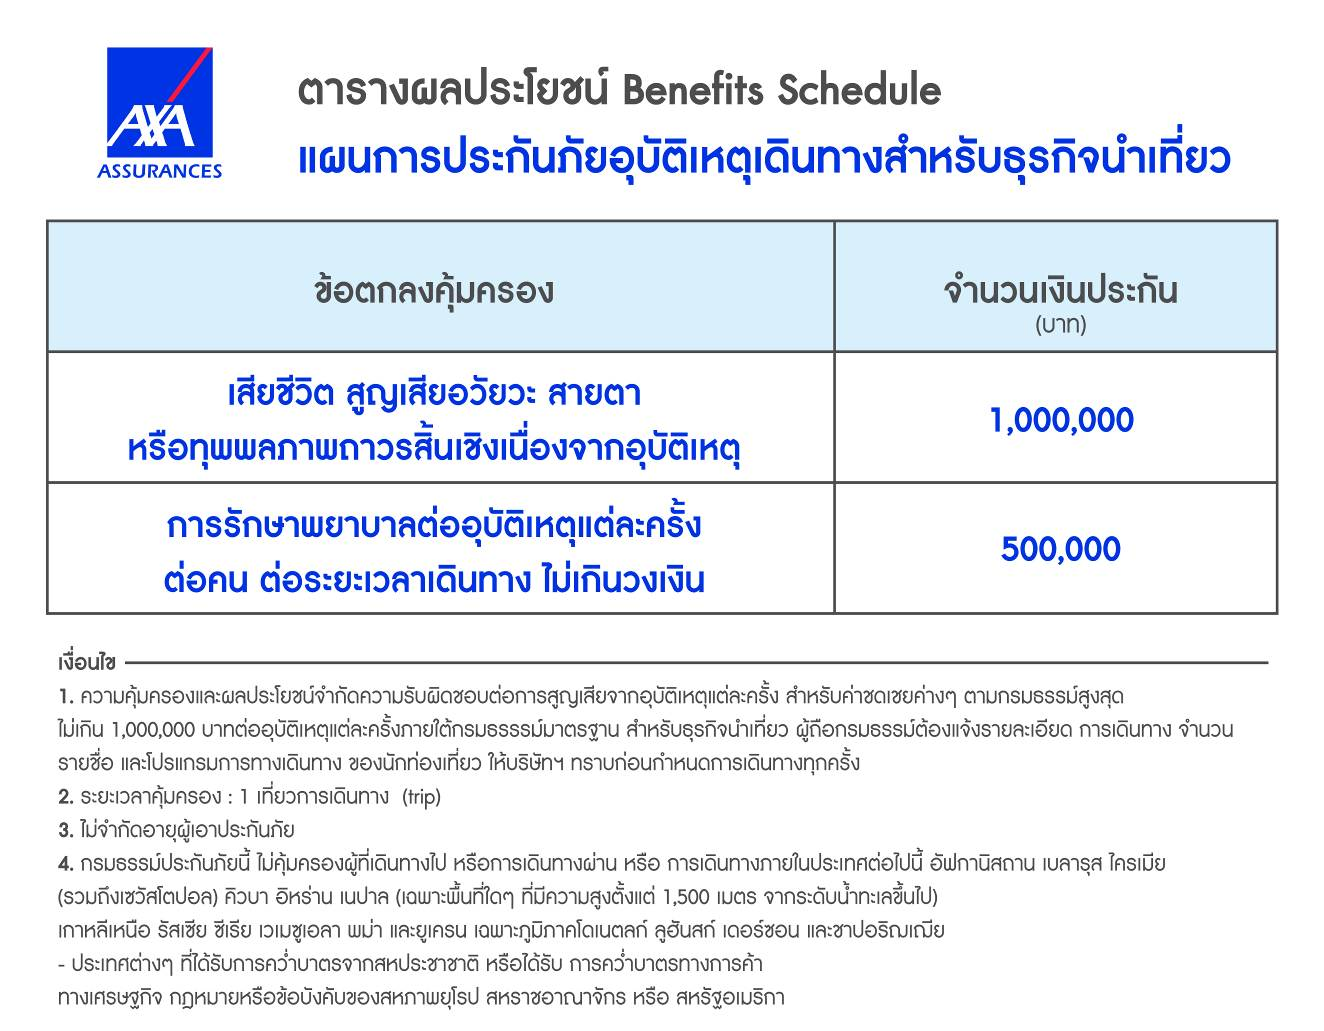 AXA
ASSURANCES
ตารางผลประโยชน์ Benefits Schedule
แผนการประกันภัยอุบัติเหตุเดินทางสำหรับธุรกิจนำเที่ยว
ข้อตกลงคุ้มครอง
จำนวนเงินประกัน
(บาท)
เสียชีวิต สูญเสียอวัยวะ สายตา
หรือทุพพลภาพถาวรสิ้นเชิงเนื่องจากอุบัติเหตุ
1,000,000
การรักษาพยาบาลต่ออุบัติเหตุแต่ละครั้ง
ต่อคน ต่อระยะเวลาเดินทาง ไม่เกินวงเงิน
500,000
เงื่อนไข
1. ความคุ้มครองและผลประโยชน์จำกัดความรับผิดชอบต่อการสูญเสียจากอุบัติเหตุแต่ละครั้ง สำหรับค่าชดเชยค่างๆ ตามกรมธรรม์สูงสุด
ไม่เกิน 1,000,000 บาทต่ออุบัติเหตุแต่ละครั้งภายใต้กรมธรรรม์มาตรฐาน สำหรับธุรกิจนำเที่ยว ผู้ถือกรมธรรม์ต้องแจ้งรายละเอียด การเดินทาง จำนวน
รายชื่อ และโปรแกรมการทางเดินทาง ของนักท่องเที่ยว ให้บริษัทฯ ทราบก่อนกำหนดการเดินทางทุกครั้ง
2. ระยะเวลาคุ้มครอง : 1 เที่ยวการเดินทาง (trip)
3. ไม่จำกัดอายุผู้เอาประกันภัย
4. กรมธรรม์ประกันภัยนี้ ไม่คุ้มครองผู้ที่เดินทางไป หรือการเดินทางผ่าน หรือ การเดินทางภายในประเทศต่อไปนี้ อัฟกานิสถาน เบลารุส ไครเมีย
(รวมถึงเซวัสโตปอล) คิวบา อิหร่าน เนปาล (เฉพาะพื้นที่ใดๆ ที่มีความสูงตั้งแต่ 1,500 เมตร จากระดับน้ำทะเลขึ้นไป)
เกาหลีเหนือ รัสเซีย ซีเรีย เวเมซูเอลา พม่า และยูเครน เฉพาะภูมิภาคโดเนตสก์ ลูฮันสก์ เดอร์ซอน และซาปอริฌเฌีย
- ประเทศต่างๆ ที่ได้รับการคว่ำบาตรจากสหประชาชาติ หรือได้รับ การคว่ำบาตรทางการค้า
ทางเศรษฐกิจ กฎหมายหรือข้อบังคับของสหภาพยุโรป สหราชอาณาจักร หรือ สหรัฐอเมริกา